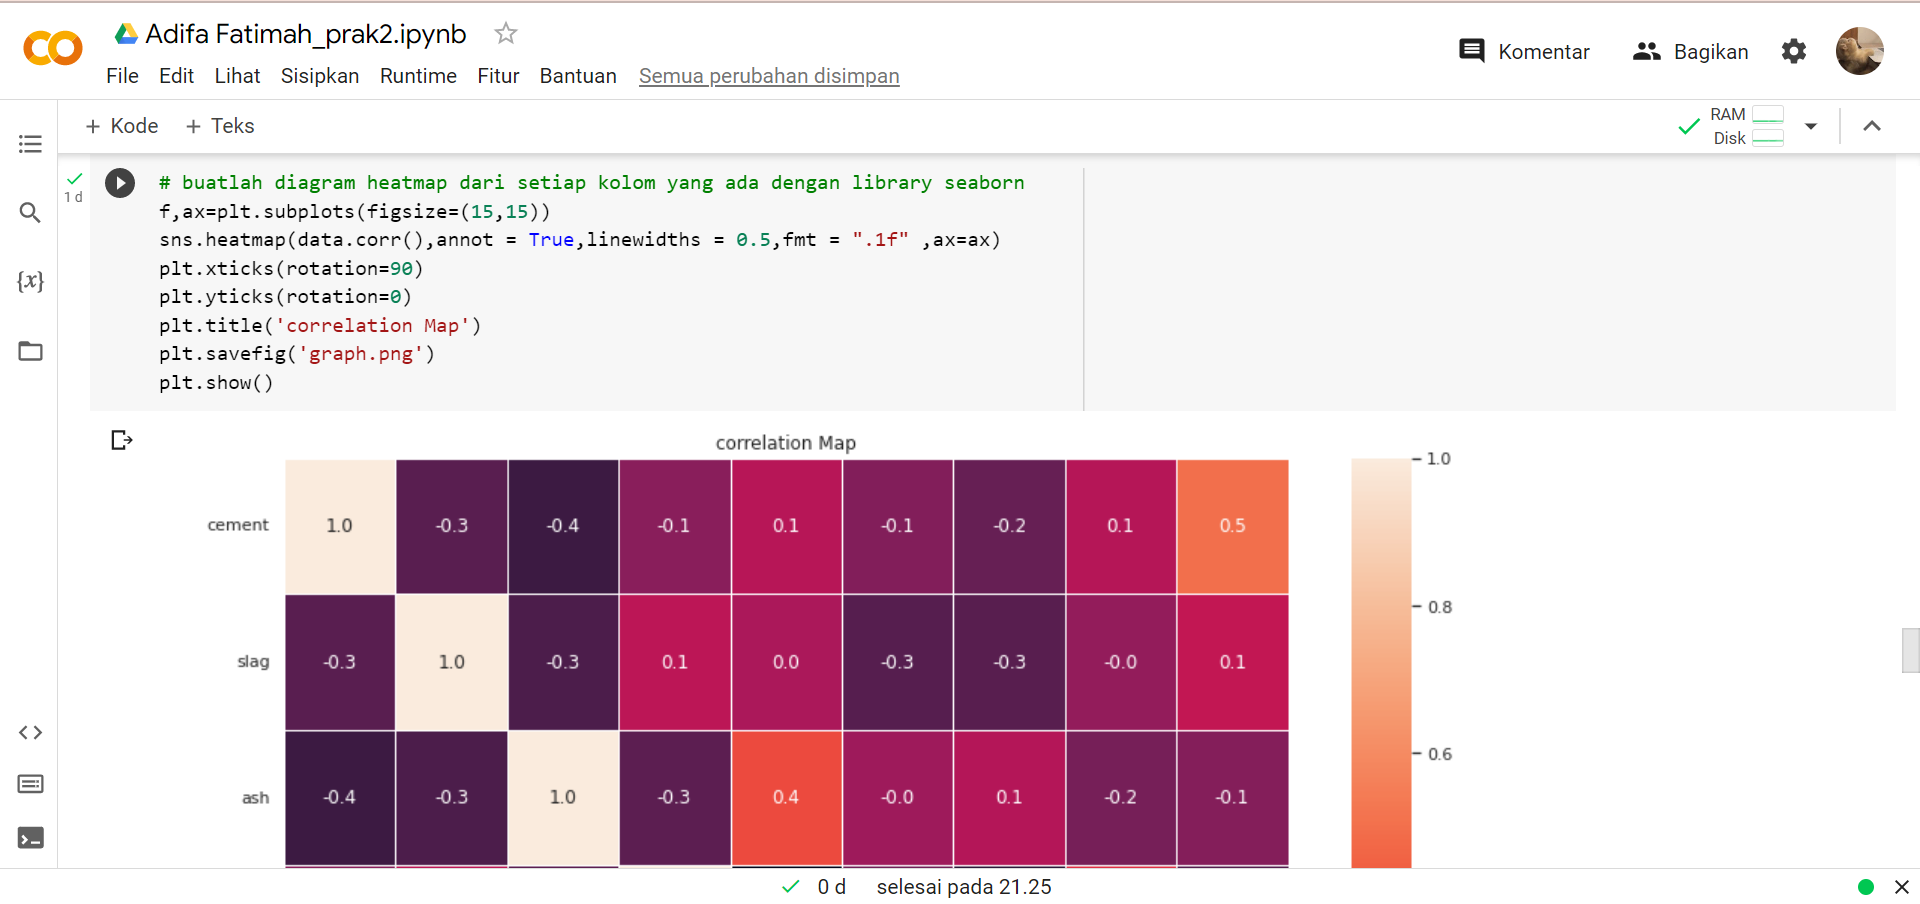 Adifa Fatimah_prak2.ipynb
File Edit Lihat Sisipkan Runtime Fitur Bantuan Semua perubahan disimpan
Komentar Bagikan
+ Kode + Teks
RAM
Disk
1 d
# buatlah diagram heatmap dari setiap kolom yang ada dengan library seaborn
f,ax=plt.subplots(figsize=(15,15))
sns.heatmap(data.corr(),annot = True,linewidths = 0.5,fmt = ".1f" ,ax=ax)
plt.xticks(rotation=90)
plt.yticks(rotation=0)
plt.title('correlation Map')
plt.savefig('graph.png')
plt.show()
correlation Map
cement 1.0 -0.3 -0.4 -0.1 0.1 -0.1 -0.2 0.1 0.5
slag -0.3 1.0 -0.3 0.1 0.0 -0.3 -0.3 -0.0 0.1
ash -0.4 -0.3 1.0 -0.3 0.4 -0.0 0.1 -0.2 -0.1
1.0
0.8
0.6
{x}
0 d selesai pada 21.25